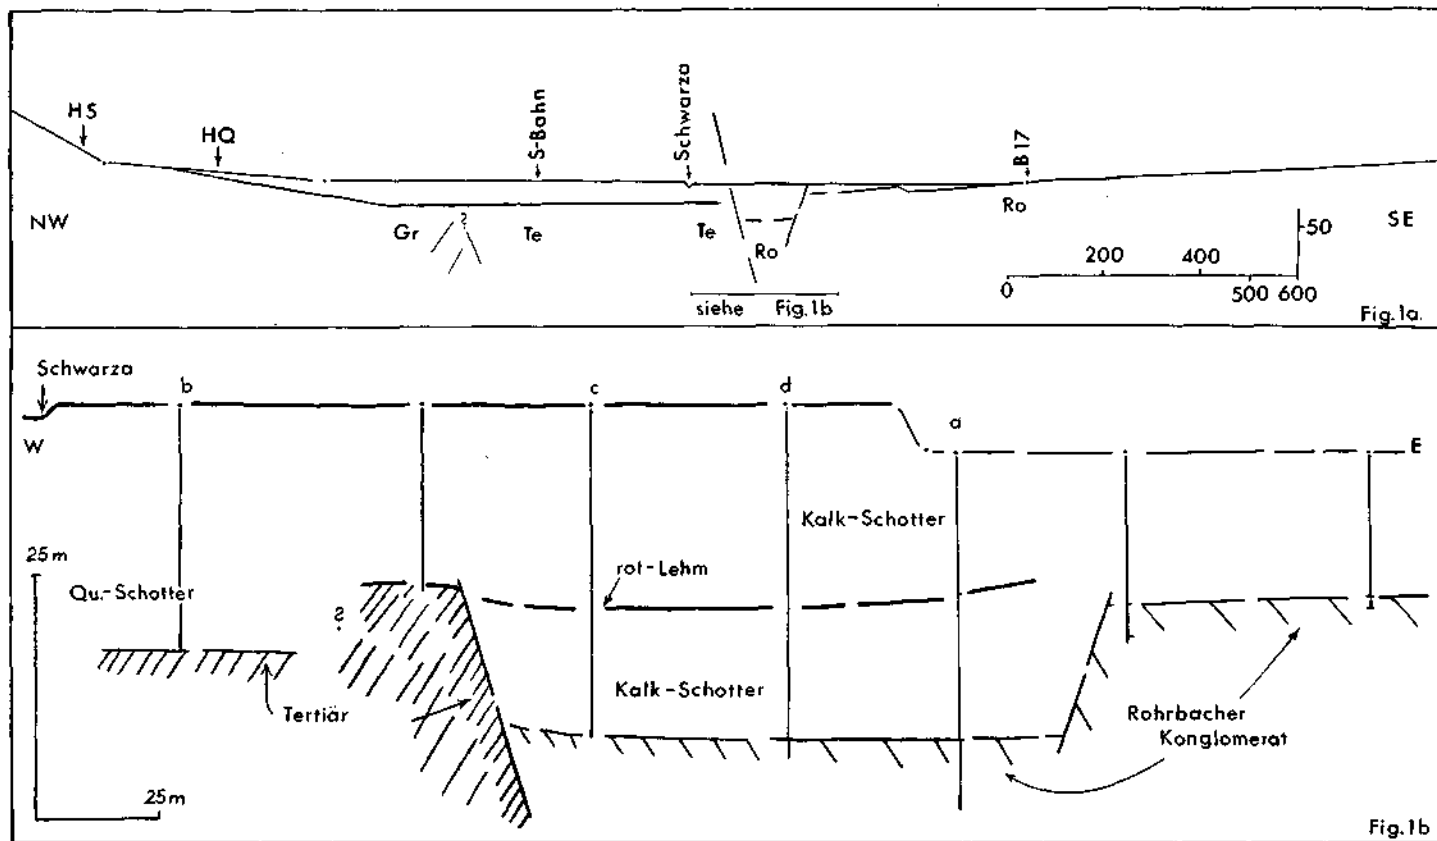 HS
HQ
S-Bahn
Schwarza
B17
NW
Gr
?
Te
Te
Ro
Ro
SE
50
200 400
0 500 600
siehe Fig.1b
Fig.1a.
Schwarza
b
c
d
a
W
E
Kalk-Schotter
25m
rot-Lehm
Qu.-Schotter
?
Kalk-Schotter
Tertiär
Rohrbacher
Konglomerat
25m
Fig.1b